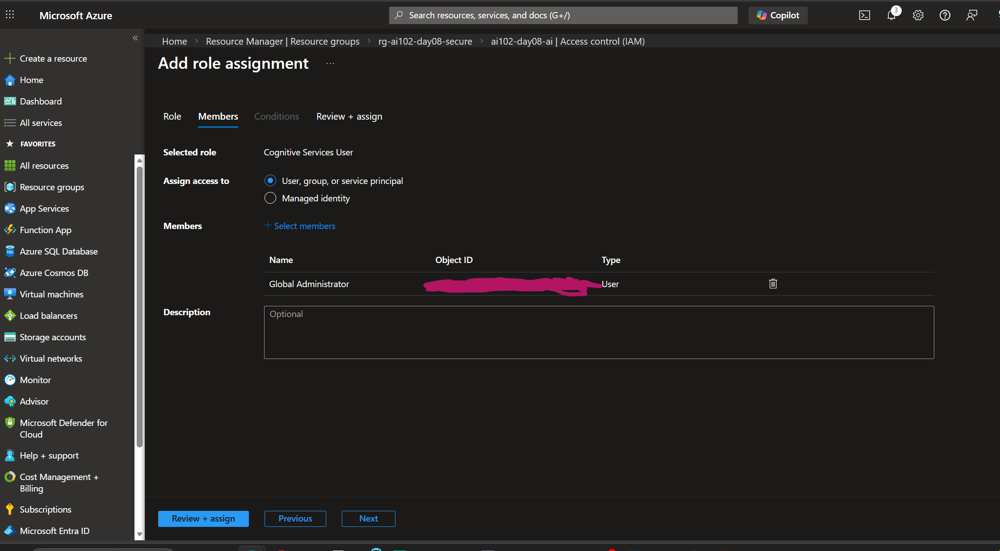 Microsoft Azure
Search resources, services, and docs (G+/)
Copilot
3
Home > Resource Manager | Resource groups > rg-ai102-day08-secure > ai102-day08-ai | Access control (IAM)
Create a resource
Home
Dashboard
All services
FAVORITES
All resources
Resource groups
App Services
Function App
SQL
Azure SQL Database
Azure Cosmos DB
Virtual machines
Load balancers
Storage accounts
Virtual networks
Monitor
Advisor
Microsoft Defender for
Cloud
Help + support
Cost Management +
Billing
Subscriptions
Microsoft Entra ID
Add role assignment ...
Role Members Conditions Review + assign
Selected role Cognitive Services User
Assign access to User, group, or service principal
Managed identity
Members + Select members
Name Object ID Type
Global Administrator User
Description Optional
Review + assign Previous Next